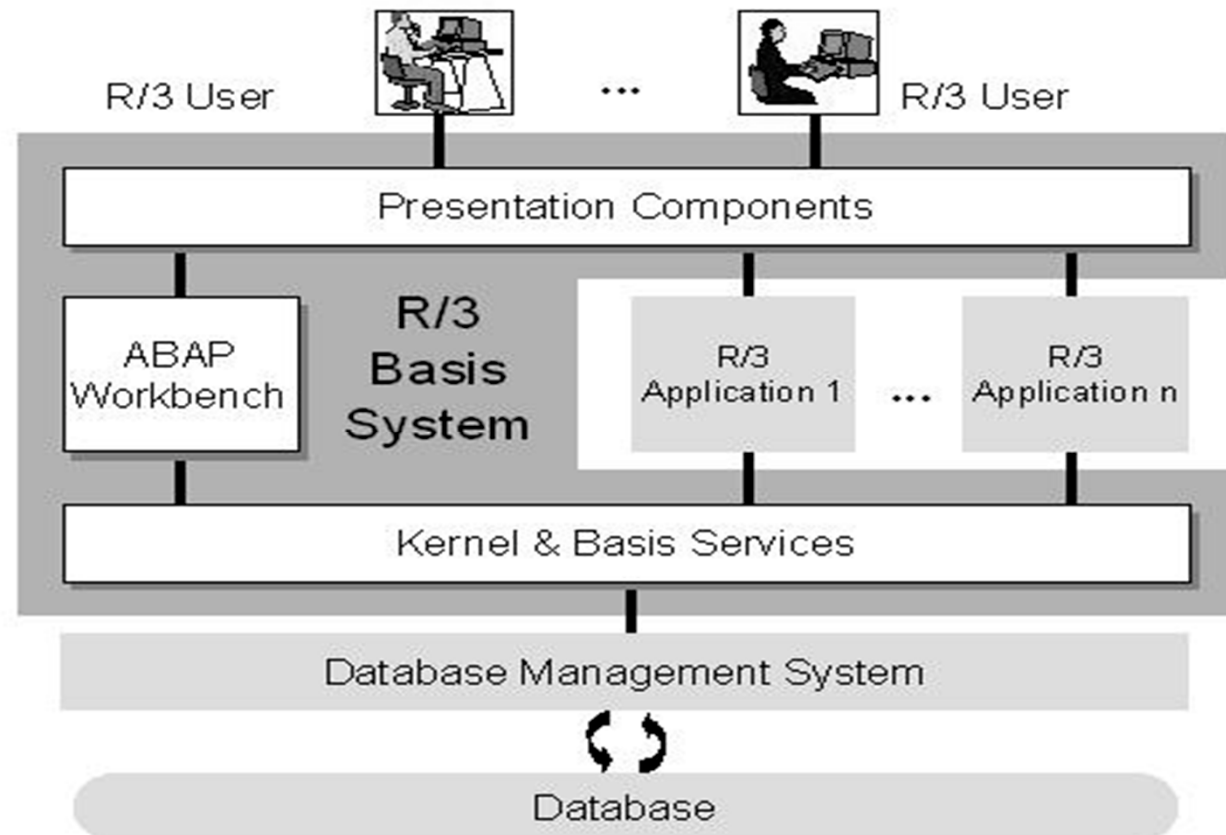 R/3 User
...
R/3 User
Presentation Components
ABAP
Workbench
R/3
Basis
System
R/3
Application 1
...
R/3
Application n
Kernel & Basis Services
Database Management System
Database